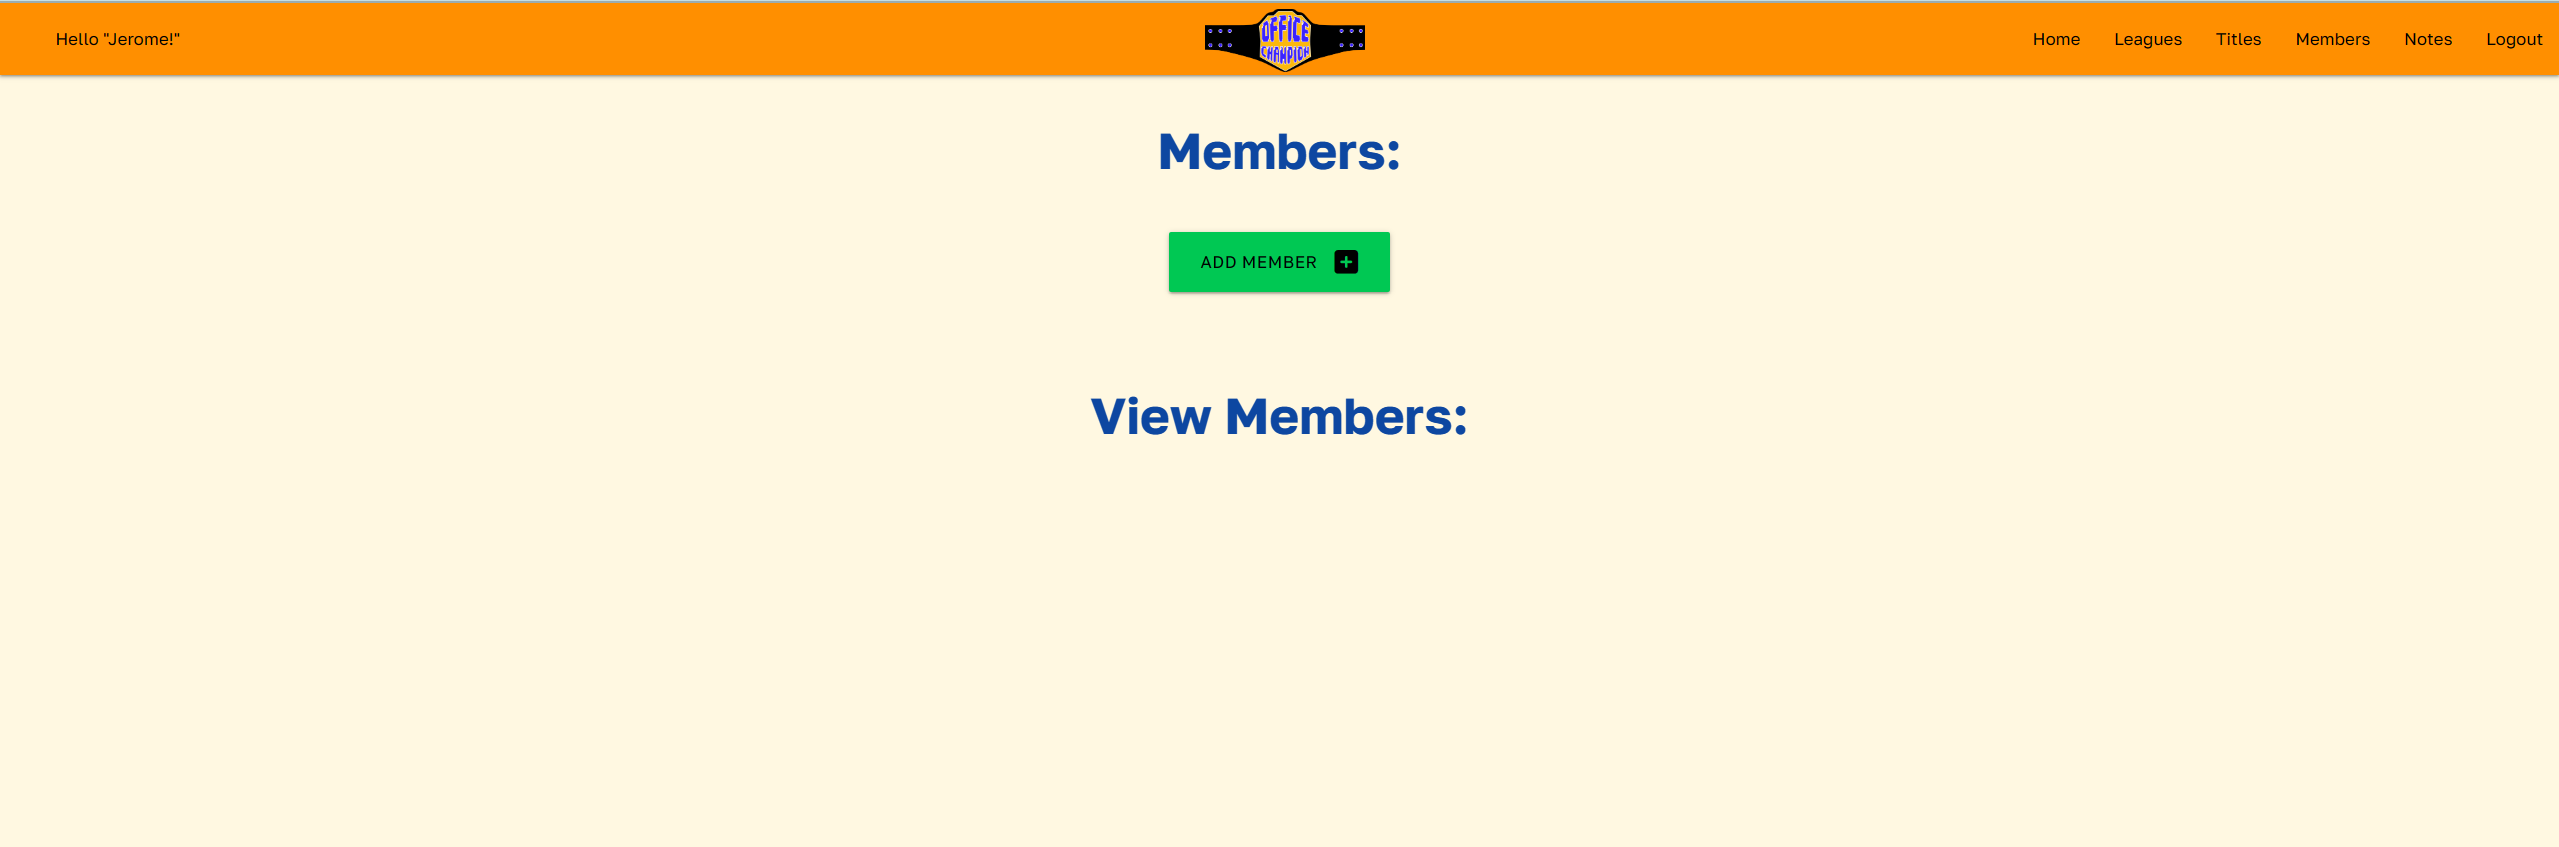 Hello "Jerome!"
OFFICE
CHAMPION
Home Leagues Titles Members Notes Logout
Members:
ADD MEMBER
View Members: